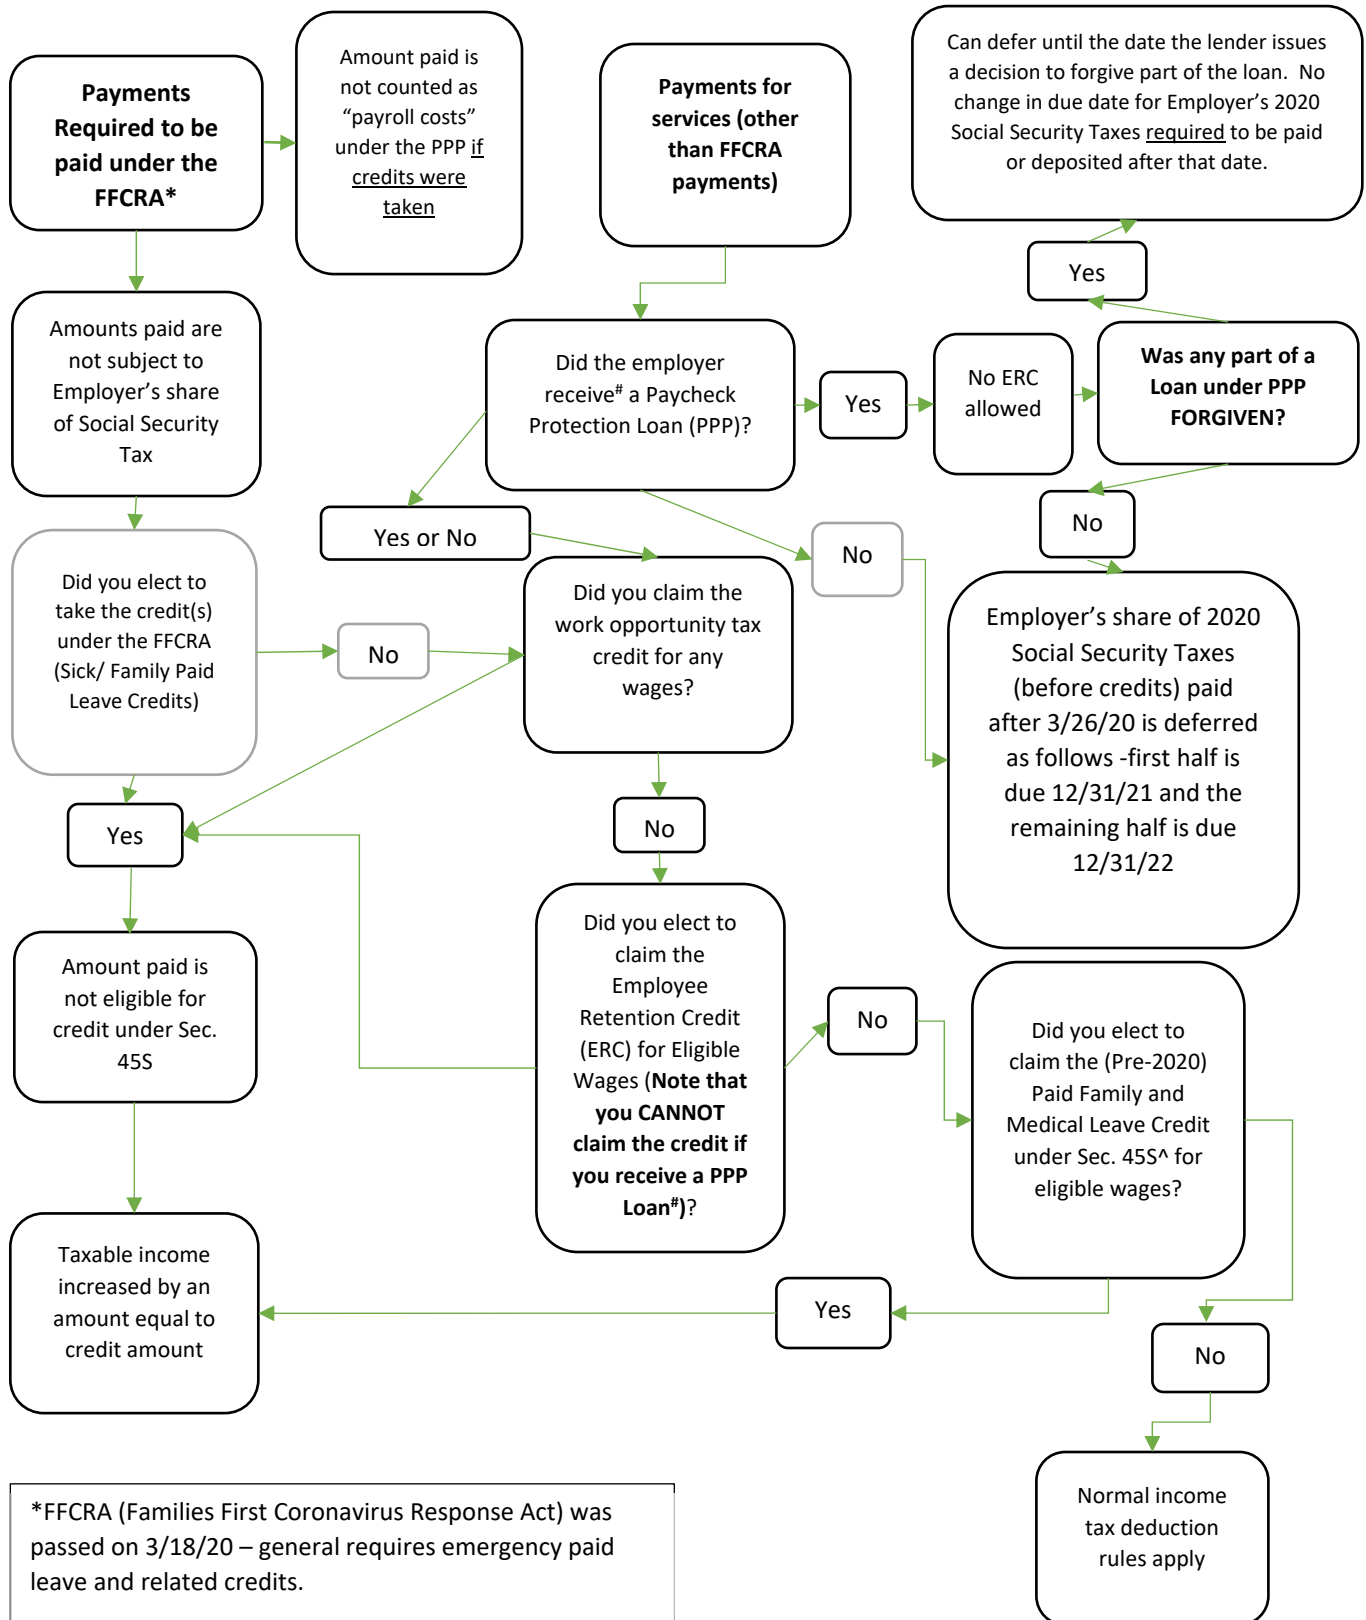 Payments
Required to be
paid under the
FFCRA*
Amount paid is
not counted as
“payroll costs”
under the PPP if
credits were
taken
Payments for
services (other
than FFCRA
payments)
Can defer until the date the lender issues
a decision to forgive part of the loan.  No
change in due date for Employer’s 2020
Social Security Taxes required to be paid
or deposited after that date.
Yes
Amounts paid are
not subject to
Employer’s share
of Social Security
Tax
Did the employer
receive# a Paycheck
Protection Loan (PPP)?
Yes
No ERC
allowed
Was any part of a
Loan under PPP
FORGIVEN?
Yes or No
No
No
Did you elect to
take the credit(s)
under the FFCRA
(Sick/ Family Paid
Leave Credits)
No
Did you claim the
work opportunity tax
credit for any
wages?
Employer’s share of 2020
Social Security Taxes
(before credits) paid
after 3/26/20 is deferred
as follows -first half is
due 12/31/21 and the
remaining half is due
12/31/22
Yes
No
Amount paid is
not eligible for
credit under Sec.
45S
Did you elect to
claim the
Employee
Retention Credit
(ERC) for Eligible
Wages (Note that
you CANNOT
claim the credit if
you receive a PPP
Loan#)?
No
Did you elect to
claim the (Pre-2020)
Paid Family and
Medical Leave Credit
under Sec. 45S^ for
eligible wages?
Taxable income
increased by an
amount equal to
credit amount
Yes
No
Normal income
tax deduction
rules apply
*FFCRA (Families First Coronavirus Response Act) was
passed on 3/18/20 – general requires emergency paid
leave and related credits.